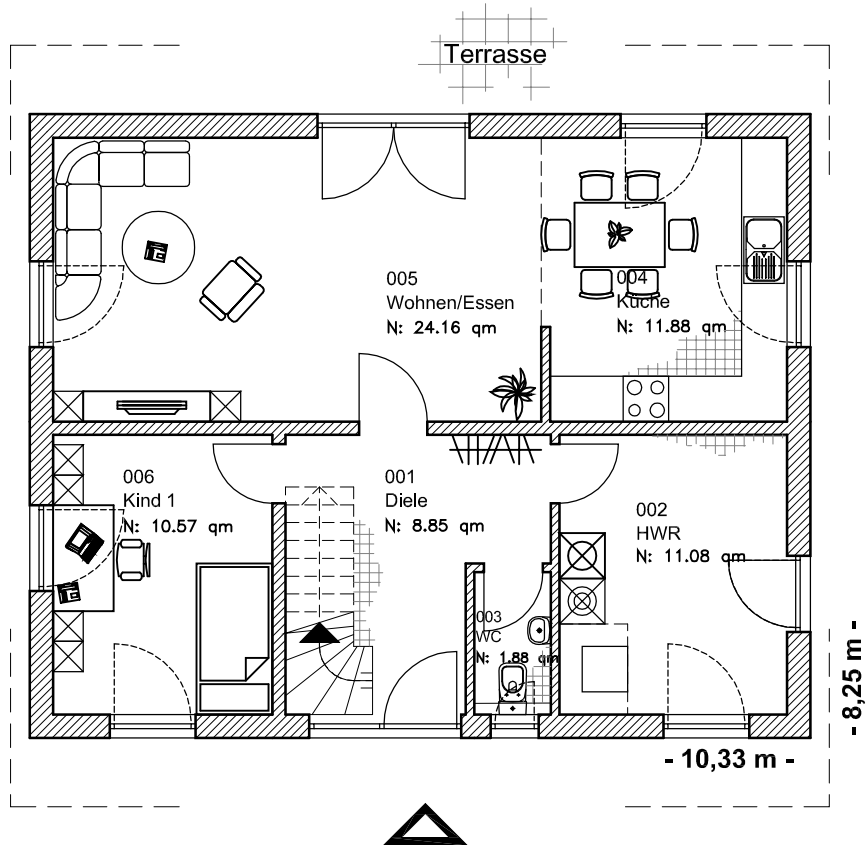 Terrasse
005
Wohnen/Essen
N: 24.16 qm
004
Küche
N: 11.88 qm
006
Kind 1
N: 10.57 qm
001
Diele
N: 8.85 qm
002
HWR
N: 11.08 qm
003
WC
N: 1.88 qm
- 8,25 m -
- 10,33 m -